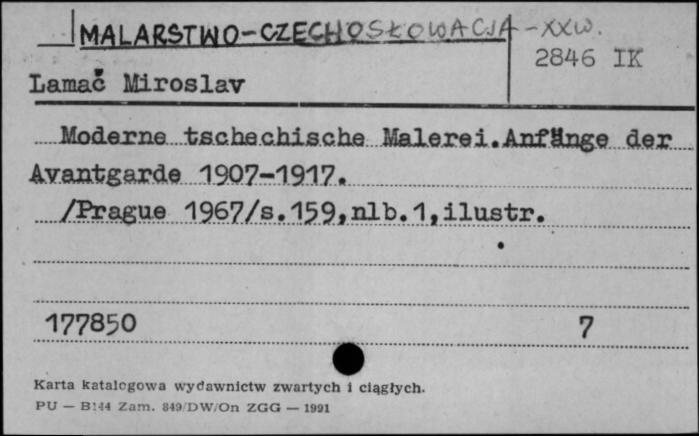 MALARSTWO-CZECHOSŁOWACJA -XXw.
2846 IK
Lamač Miroslav
Moderne tschechische Malerei.Anfänge der
Avantgarde 1907-1917.
/Prague 1967/s.159,nlb.1,ilustr.
177850 7
Karta katalogowa wydawnictw zwartych i ciągłych.
PU — B144 Zam. 849/DW/On ZGG — 1991